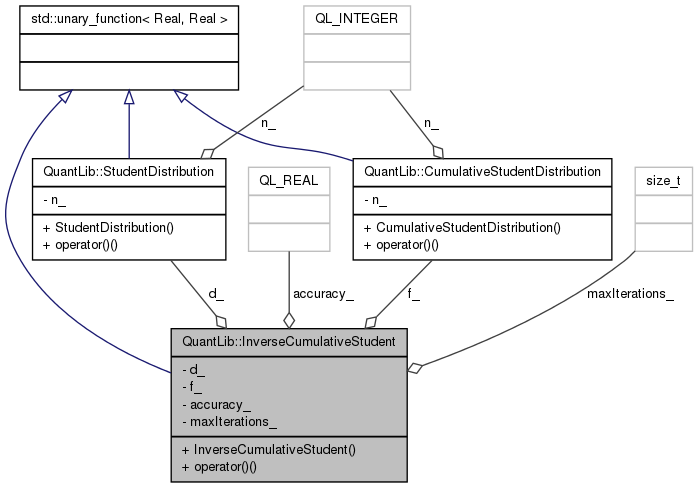 std::unary_function< Real, Real >
QL_INTEGER
n_
n_
QuantLib::StudentDistribution
- n_
+ StudentDistribution()
+ operator()()
QL_REAL
QuantLib::CumulativeStudentDistribution
- n_
+ CumulativeStudentDistribution()
+ operator()()
size_t
d_
accuracy_
f_
maxIterations_
QuantLib::InverseCumulativeStudent
- d_
- f_
- accuracy_
- maxIterations_
+ InverseCumulativeStudent()
+ operator()()